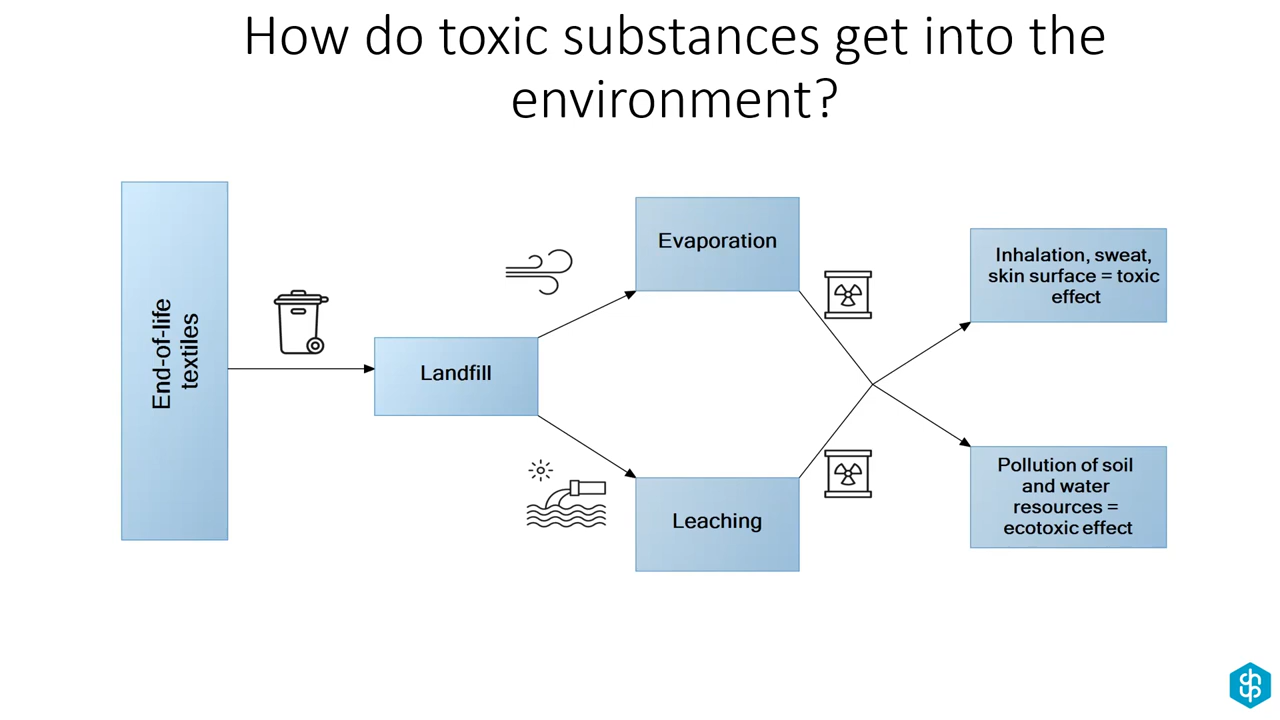 How do toxic substances get into the
environment?
End-of-life
textiles
Landfill
Evaporation
Leaching
Inhalation, sweat,
skin surface = toxic
effect
Pollution of soil
and water
resources =
ecotoxic effect